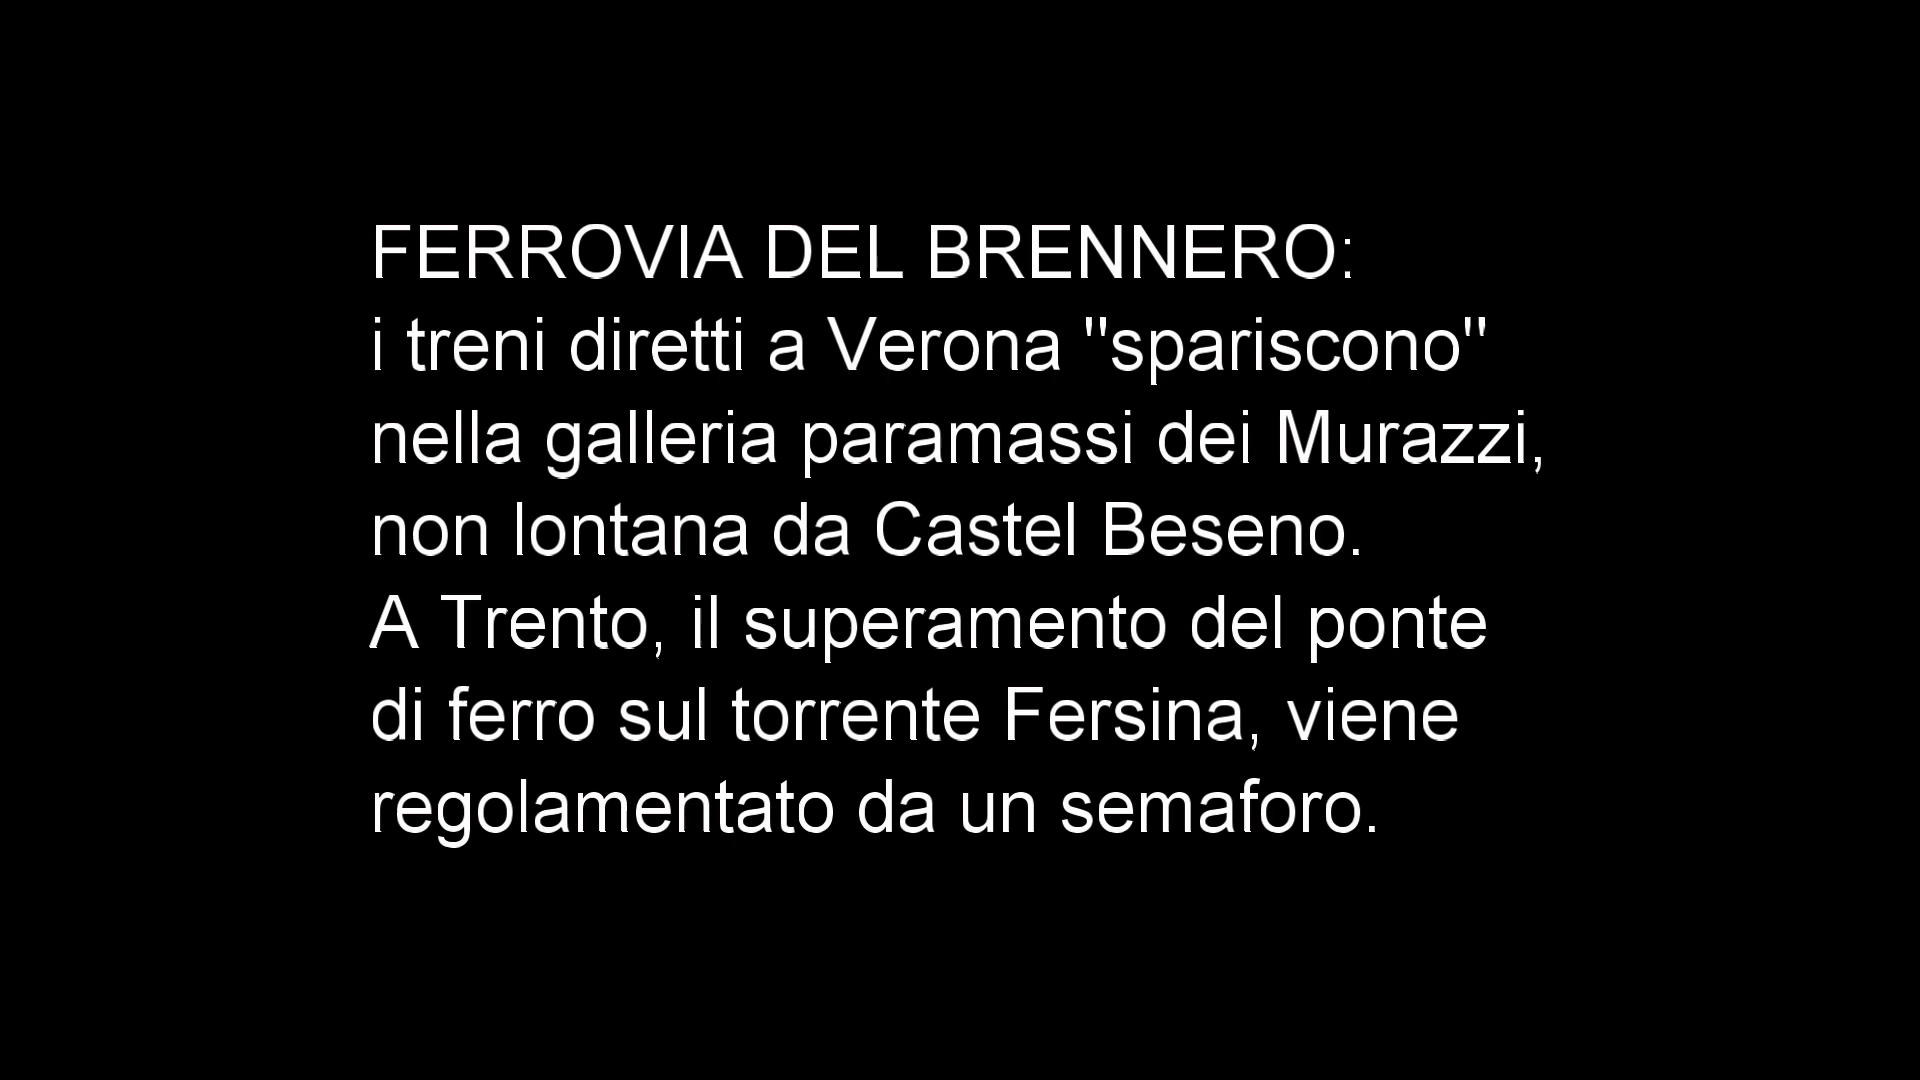 FERROVIA DEL BRENNERO:
i treni diretti a Verona "spariscono"
nella galleria paramassi dei Murazzi,
non lontana da Castel Beseno.
A Trento, il superamento del ponte
di ferro sul torrente Fersina, viene
regolamentato da un semaforo.